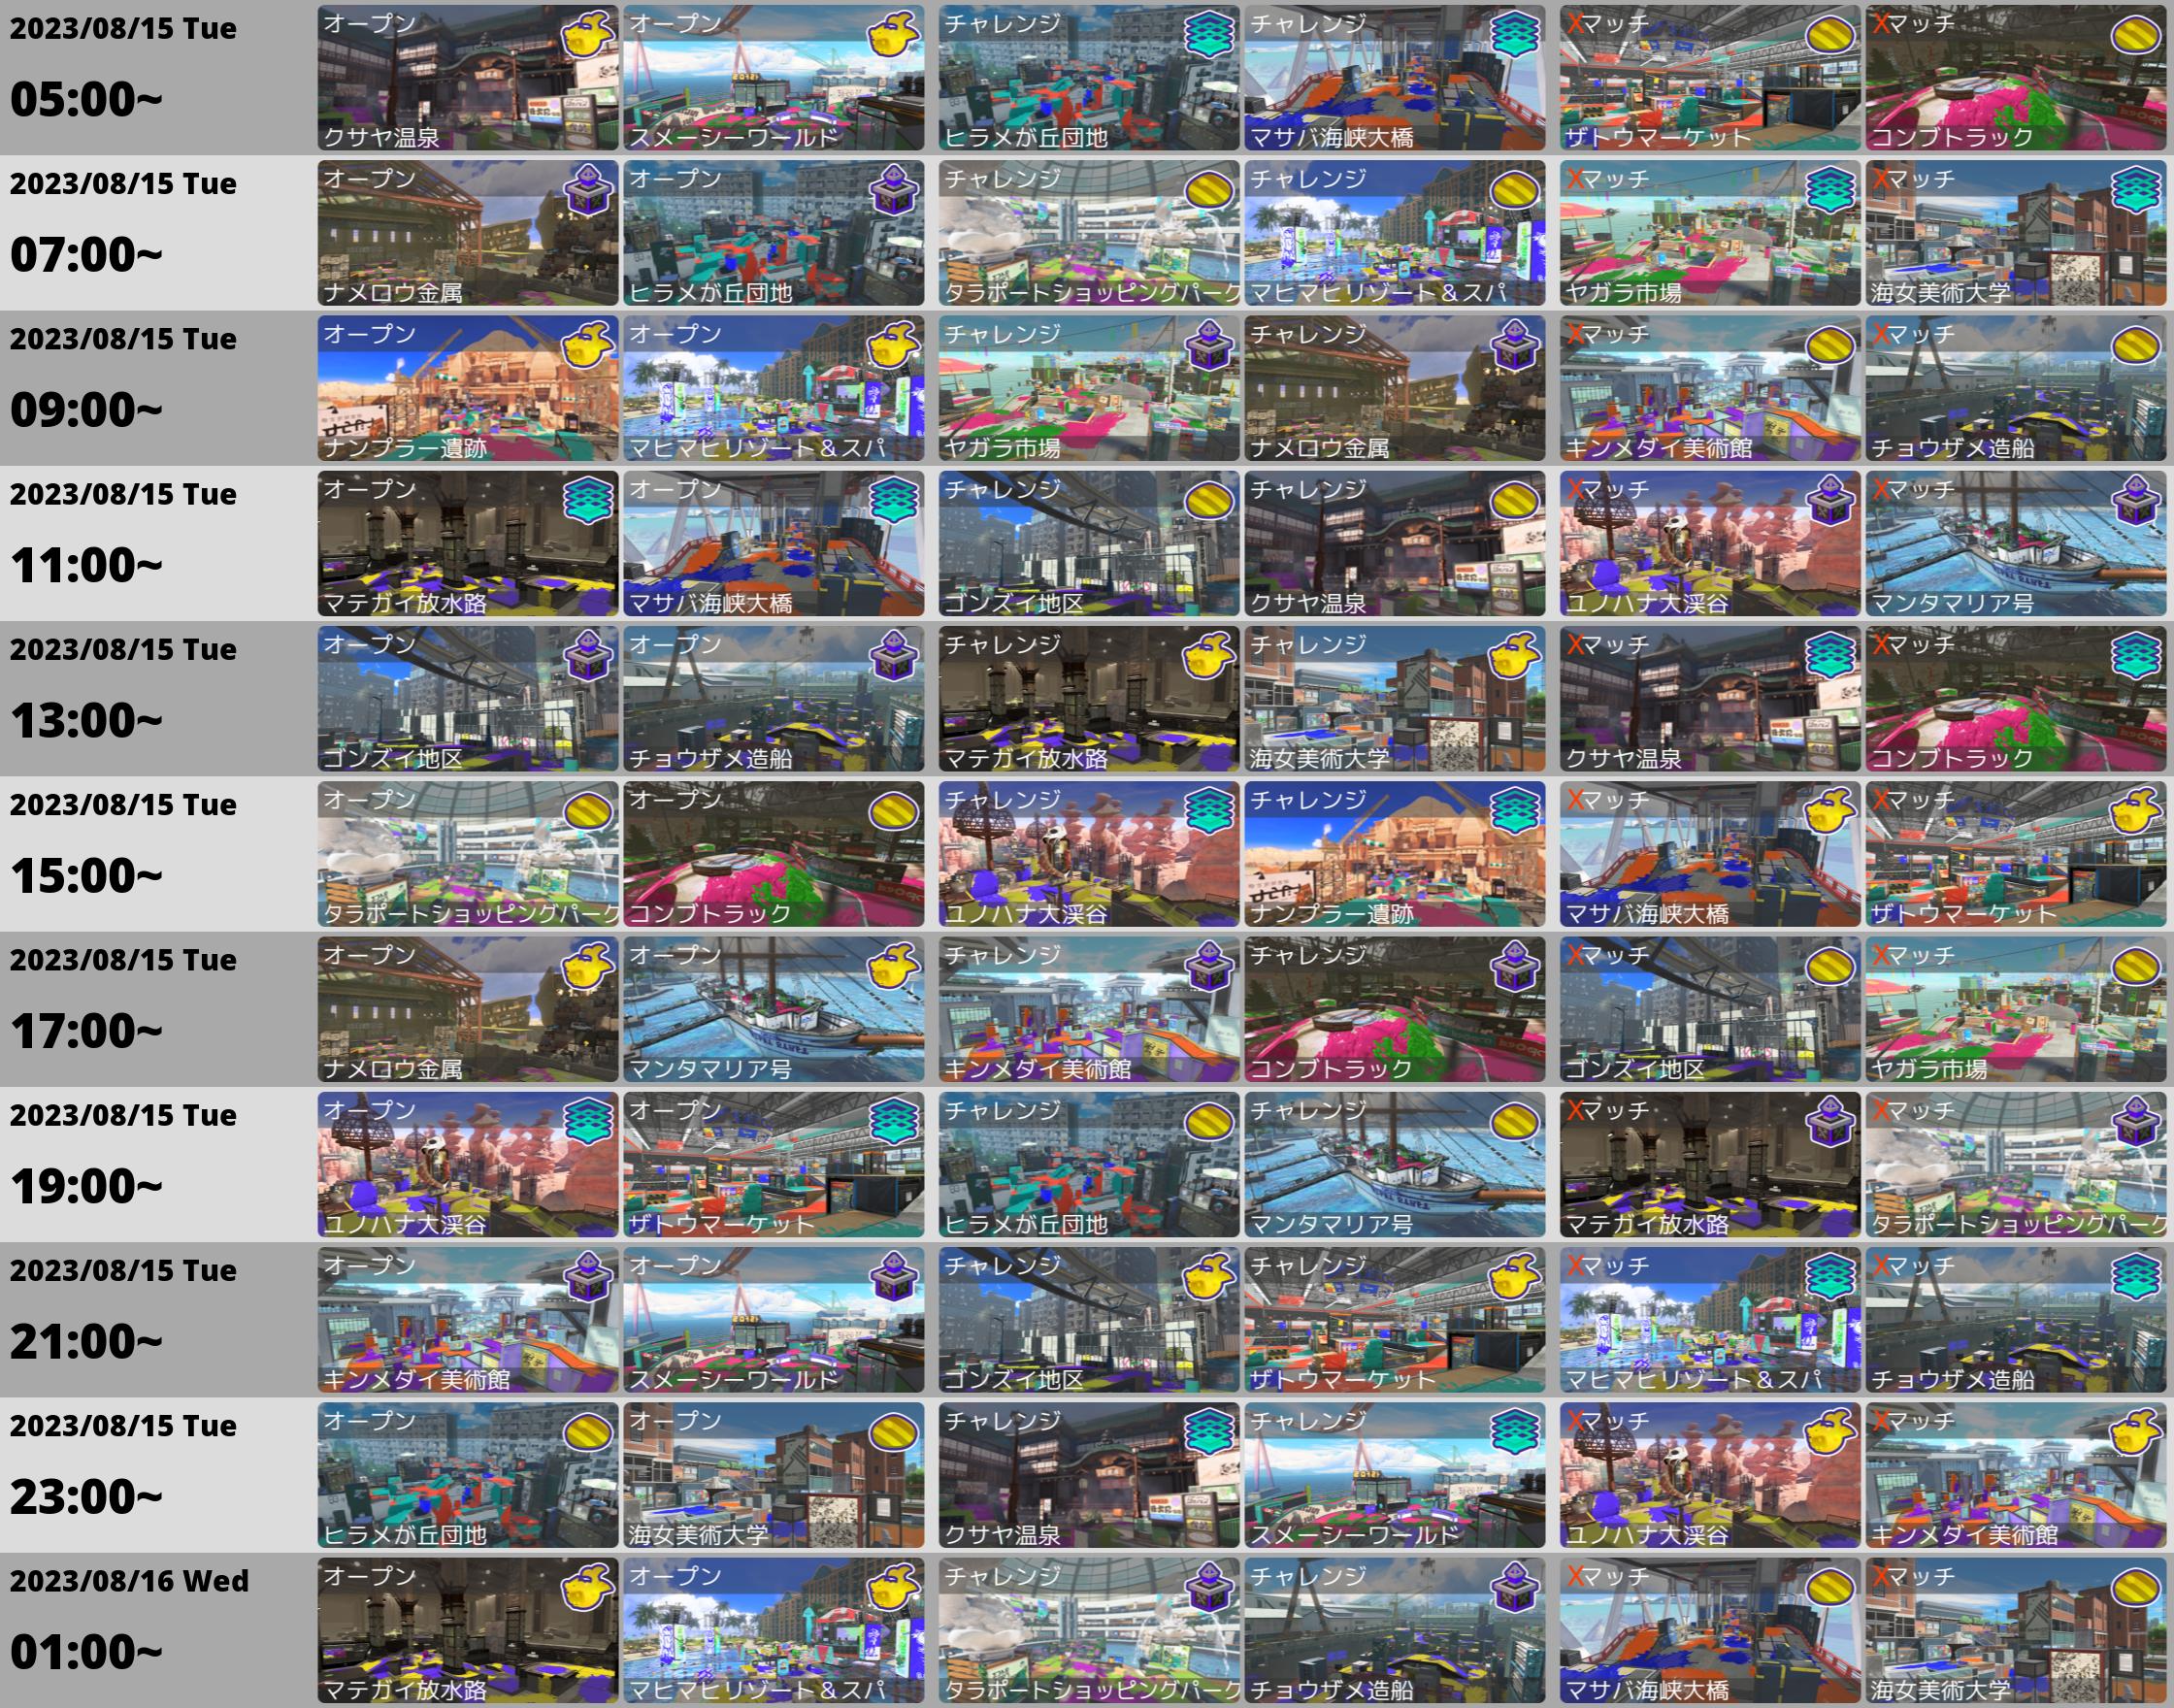 2023/08/15 Tue
05:00~
オープン
クサヤ温泉
オープン
スメーシーワールド
チャレンジ
ヒラメが丘団地
チャレンジ
マサバ海峡大橋
Xマッチ
ザトウマーケット
Xマッチ
コンブトラック
2023/08/15 Tue
07:00~
オープン
ナメロウ金属
オープン
ヒラメが丘団地
チャレンジ
タラポートショッピングパーク
チャレンジ
マヒマヒリゾート&スパ
Xマッチ
ヤガラ市場
Xマッチ
海女美術大学
2023/08/15 Tue
09:00~
オープン
ナンプラー遺跡
オープン
マヒマヒリゾート&スパ
チャレンジ
ヤガラ市場
チャレンジ
ナメロウ金属
Xマッチ
キンメダイ美術館
Xマッチ
チョウザメ造船
2023/08/15 Tue
11:00~
オープン
マテガイ放水路
オープン
マサバ海峡大橋
チャレンジ
ゴンズイ地区
チャレンジ
クサヤ温泉
Xマッチ
ユノハナ大渓谷
Xマッチ
マンタマリア号
2023/08/15 Tue
13:00~
オープン
ゴンズイ地区
オープン
チョウザメ造船
チャレンジ
マテガイ放水路
チャレンジ
海女美術大学
Xマッチ
クサヤ温泉
Xマッチ
コンブトラック
2023/08/15 Tue
15:00~
オープン
タラポートショッピングパーク
オープン
コンブトラック
チャレンジ
ユノハナ大渓谷
チャレンジ
ナンプラー遺跡
Xマッチ
マサバ海峡大橋
Xマッチ
ザトウマーケット
2023/08/15 Tue
17:00~
オープン
ナメロウ金属
オープン
マンタマリア号
チャレンジ
キンメダイ美術館
チャレンジ
コンブトラック
Xマッチ
ゴンズイ地区
Xマッチ
ヤガラ市場
2023/08/15 Tue
19:00~
オープン
ユノハナ大渓谷
オープン
ザトウマーケット
チャレンジ
ヒラメが丘団地
チャレンジ
マンタマリア号
Xマッチ
マテガイ放水路
Xマッチ
タラポートショッピングパーク
2023/08/15 Tue
21:00~
オープン
キンメダイ美術館
オープン
スメーシーワールド
チャレンジ
ゴンズイ地区
チャレンジ
ザトウマーケット
Xマッチ
マヒマヒリゾート&スパ
Xマッチ
チョウザメ造船
2023/08/15 Tue
23:00~
オープン
ヒラメが丘団地
オープン
海女美術大学
チャレンジ
クサヤ温泉
チャレンジ
スメーシーワールド
Xマッチ
ユノハナ大渓谷
Xマッチ
キンメダイ美術館
2023/08/16 Wed
01:00~
オープン
マテガイ放水路
オープン
マヒマヒリゾート&スパ
チャレンジ
タラポートショッピングパーク
チャレンジ
チョウザメ造船
Xマッチ
マサバ海峡大橋
Xマッチ
海女美術大学